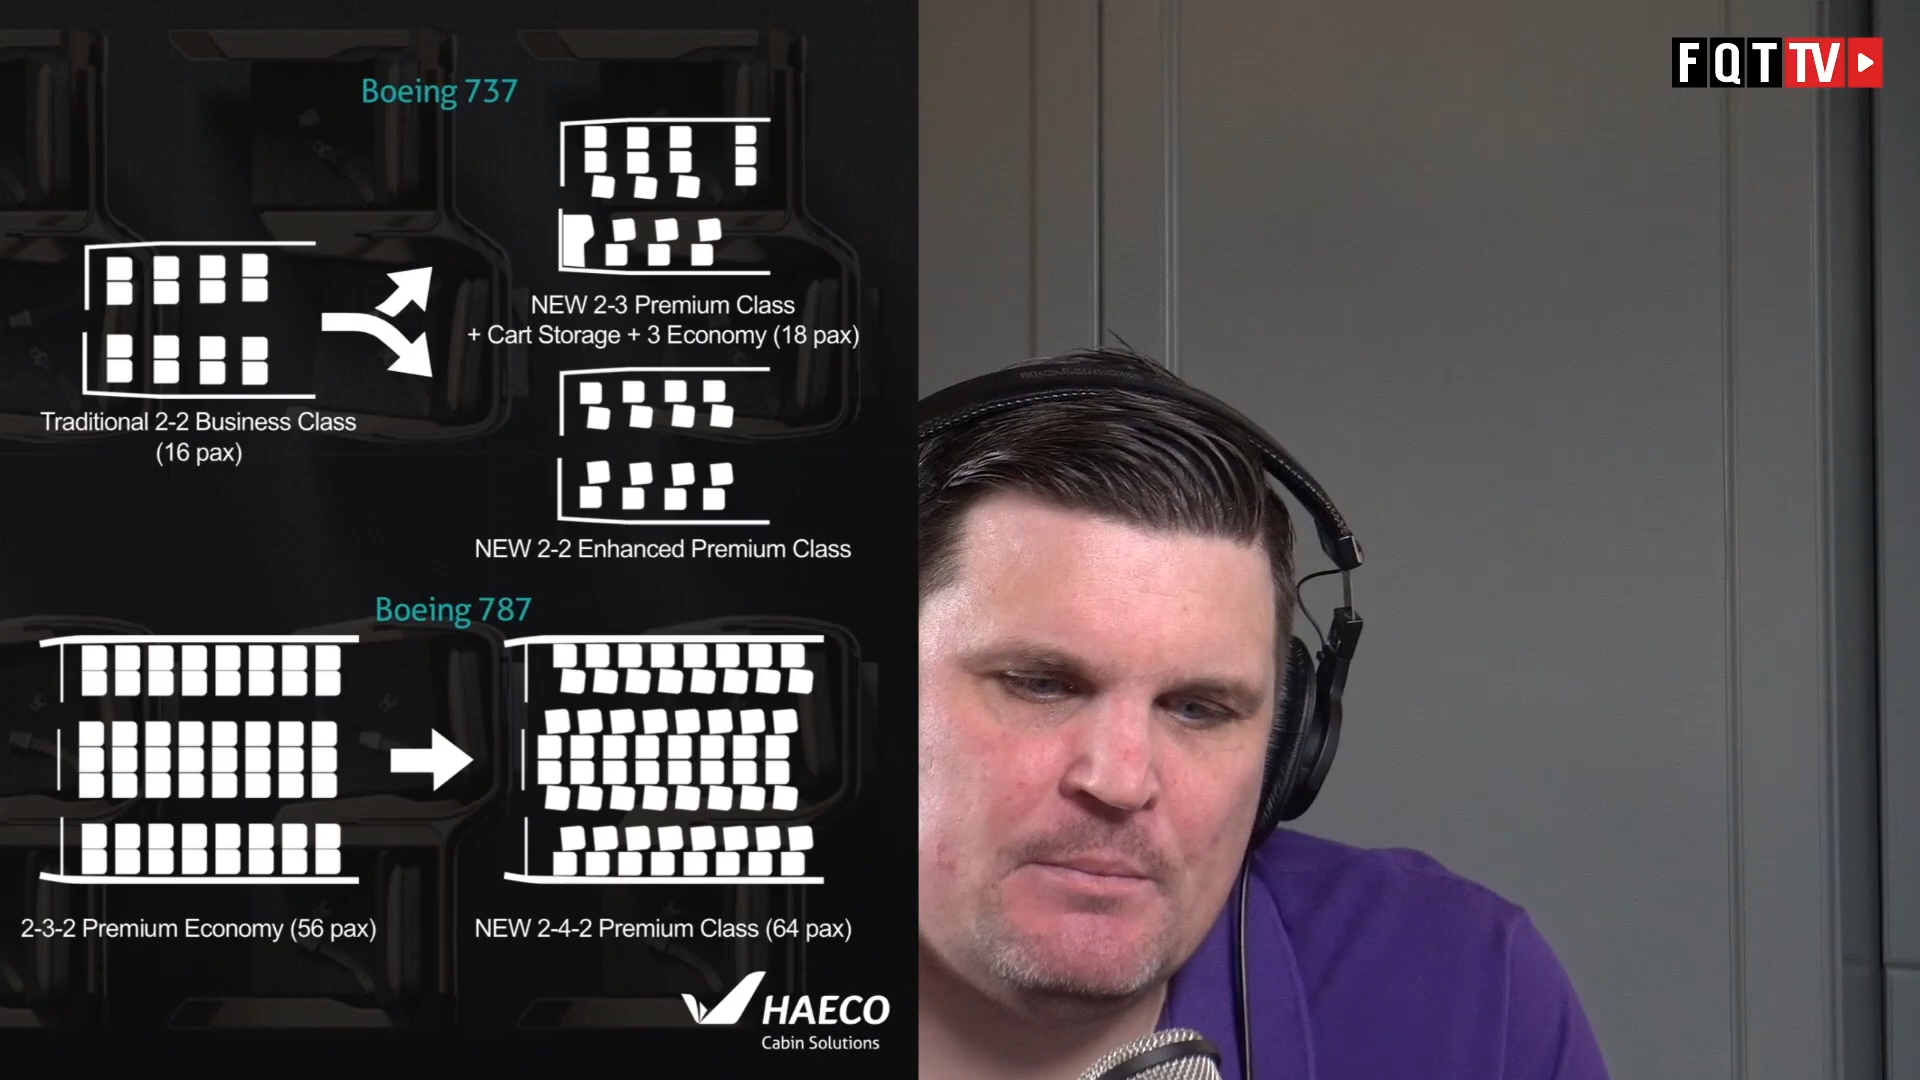 Boeing 737
NEW 2-3 Premium Class
+ Cart Storage + 3 Economy (18 pax)
Traditional 2-2 Business Class
(16 pax)
NEW 2-2 Enhanced Premium Class
Boeing 787
2-3-2 Premium Economy (56 pax)
NEW 2-4-2 Premium Class (64 pax)
HAECO
Cabin Solutions
FQTTV